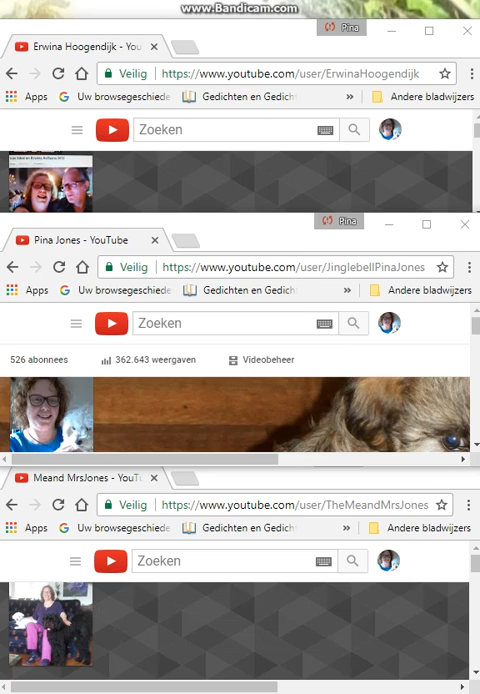 www.Bandicam.com
Pina
Erwina Hoogendijk - You
Veilig https://www.youtube.com/user/ErwinaHoogendijk
Apps Uw browsegeschiede Gedichten en Gedich » Andere bladwijzers
Zoeken
Pina
Pina Jones - YouTube
Veilig https://www.youtube.com/user/JinglebellPinaJones
Apps Uw browsegeschiede Gedichten en Gedich » Andere bladwijzers
Zoeken
526 abonnees 362.643 weergaven Videobeheer
Meand MrsJones - YouTu
Veilig https://www.youtube.com/user/TheMeandMrsJones
Apps Uw browsegeschiede Gedichten en Gedich » Andere bladwijzers
Zoeken